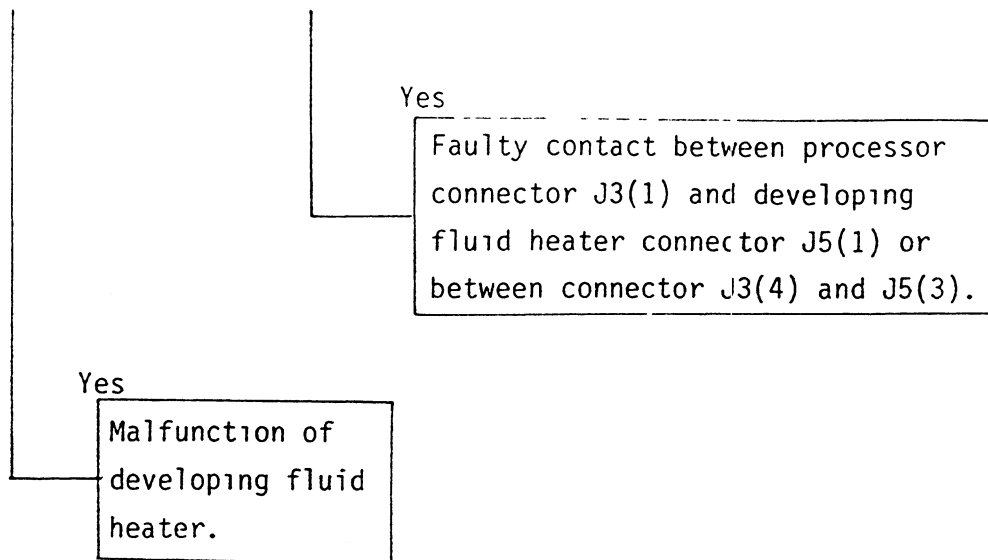 Yes
Faulty contact between processor
connector J3(1) and developing
fluid heater connector J5(1) or
between connector J3(4) and J5(3).
Yes
Malfunction of
developing fluid
heater.